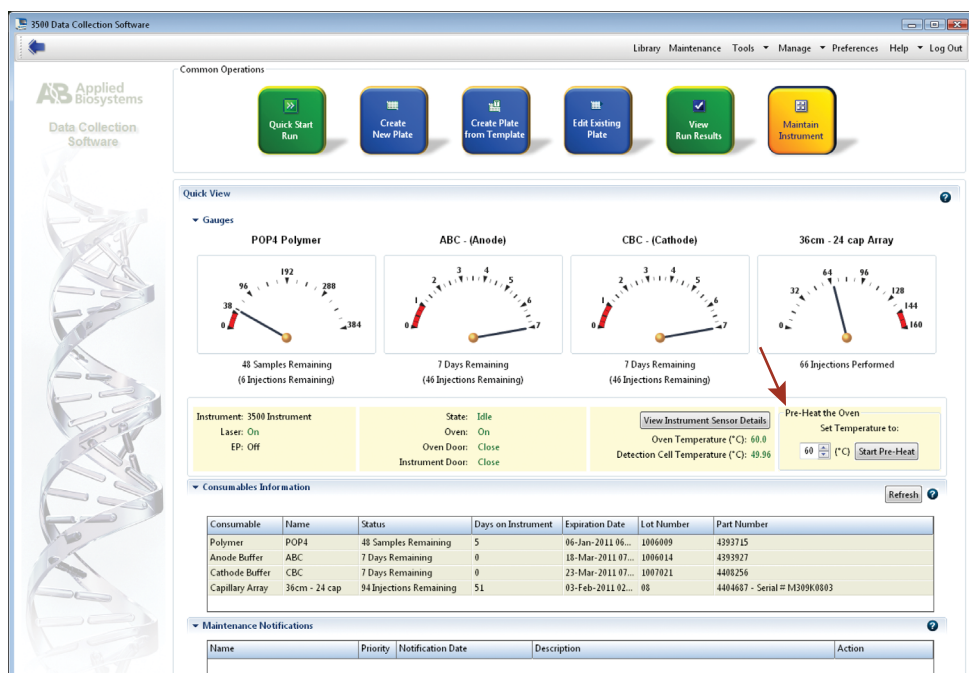 3500 Data Collection Software
Library Maintenance Tools Manage Preferences Help Log Out
AB Applied Biosystems
Data Collection
Software
Common Operations
Quick Start
Run
Create
New Plate
Create Plate
from Template
Edit Existing
Plate
View
Run Results
Maintain
Instrument
Quick View
Gauges
POP4 Polymer
0 38 96 192 288 384
48 Samples Remaining
(6 Injections Remaining)
ABC - (Anode)
0 1 2 3 4 5 6 7
7 Days Remaining
(46 Injections Remaining)
CBC - (Cathode)
0 1 2 3 4 5 6 7
7 Days Remaining
(46 Injections Remaining)
36cm - 24 cap Array
0 32 64 96 128 144 160
66 Injections Performed
Instrument: 3500 Instrument
Laser: On
EP: Off
State: Idle
Oven: On
Oven Door: Close
Instrument Door: Close
View Instrument Sensor Details
Oven Temperature (°C): 60.0
Detection Cell Temperature (°C): 49.96
Pre-Heat the Oven
Set Temperature to:
60 (°C) Start Pre-Heat
Consumables Information
Refresh
Consumable Name Status Days on Instrument Expiration Date Lot Number Part Number
Polymer POP4 48 Samples Remaining 5 06-Jan-2011 06... 1006009 4393715
Anode Buffer ABC 7 Days Remaining 0 18-Mar-2011 07... 1006014 4393927
Cathode Buffer CBC 7 Days Remaining 0 23-Mar-2011 07... 1007021 4408256
Capillary Array 36cm - 24 cap 94 Injections Remaining 51 03-Feb-2011 02... 08 4404687 - Serial # M309K0803
Maintenance Notifications
Name Priority Notification Date Description Action